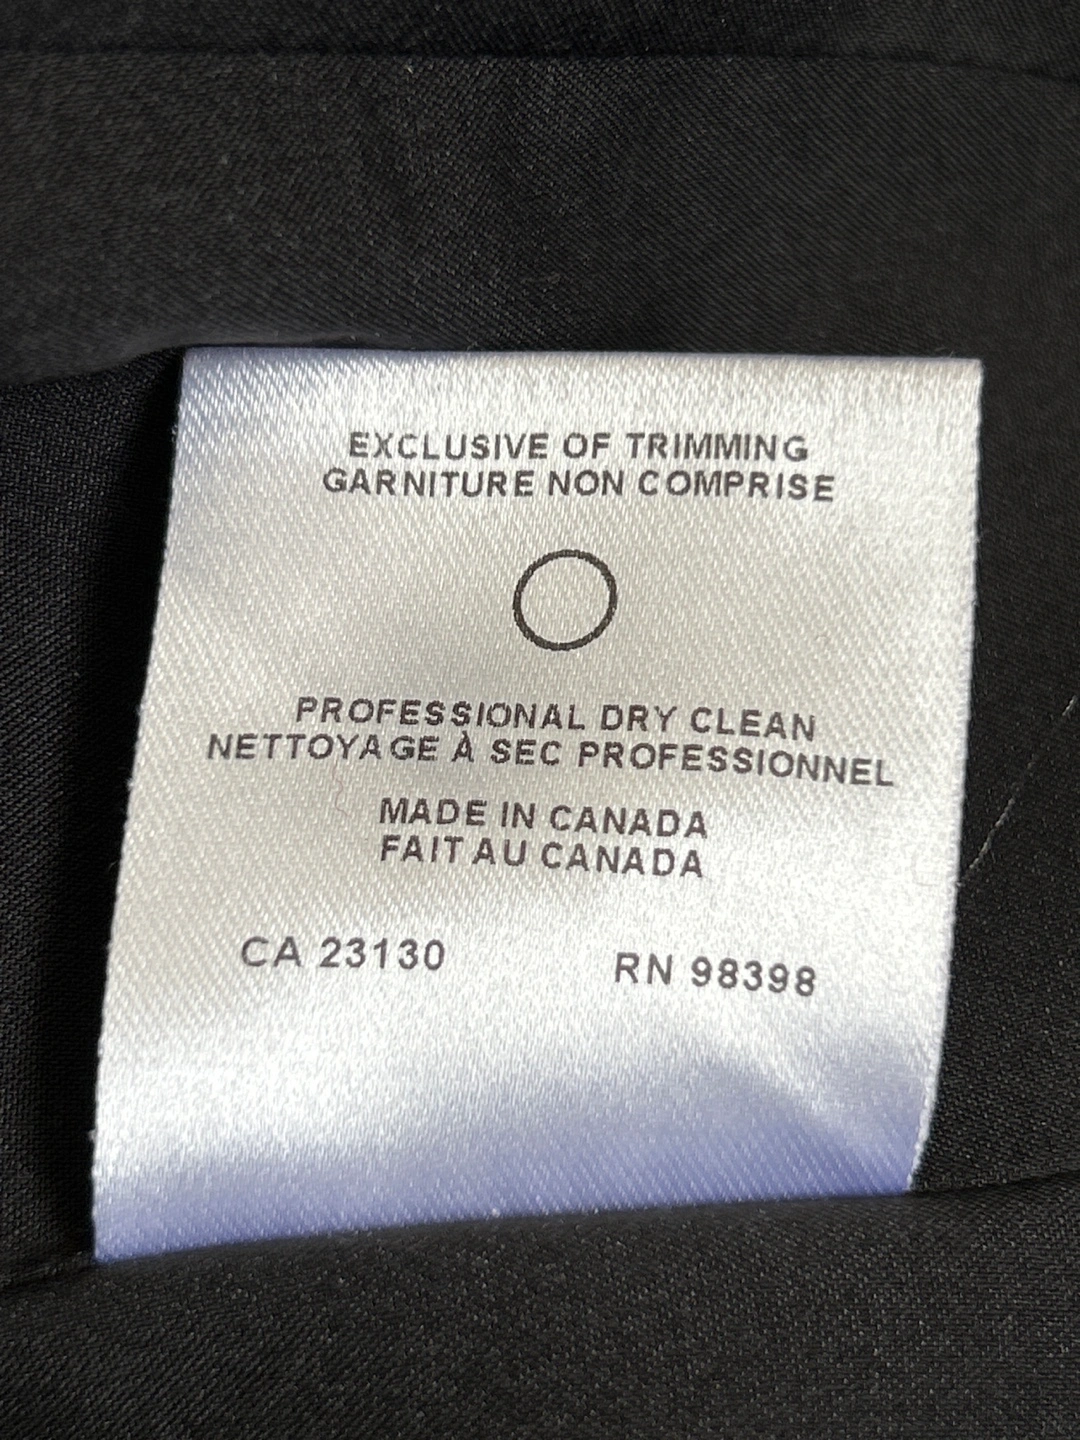 EXCLUSIVE OF TRIMMING
GARNITURE NON COMPRISE
PROFESSIONAL DRY CLEAN
NETTOYAGE À SEC PROFESSIONNEL
MADE IN CANADA
FAIT AU CANADA
CA 23130 RN 98398